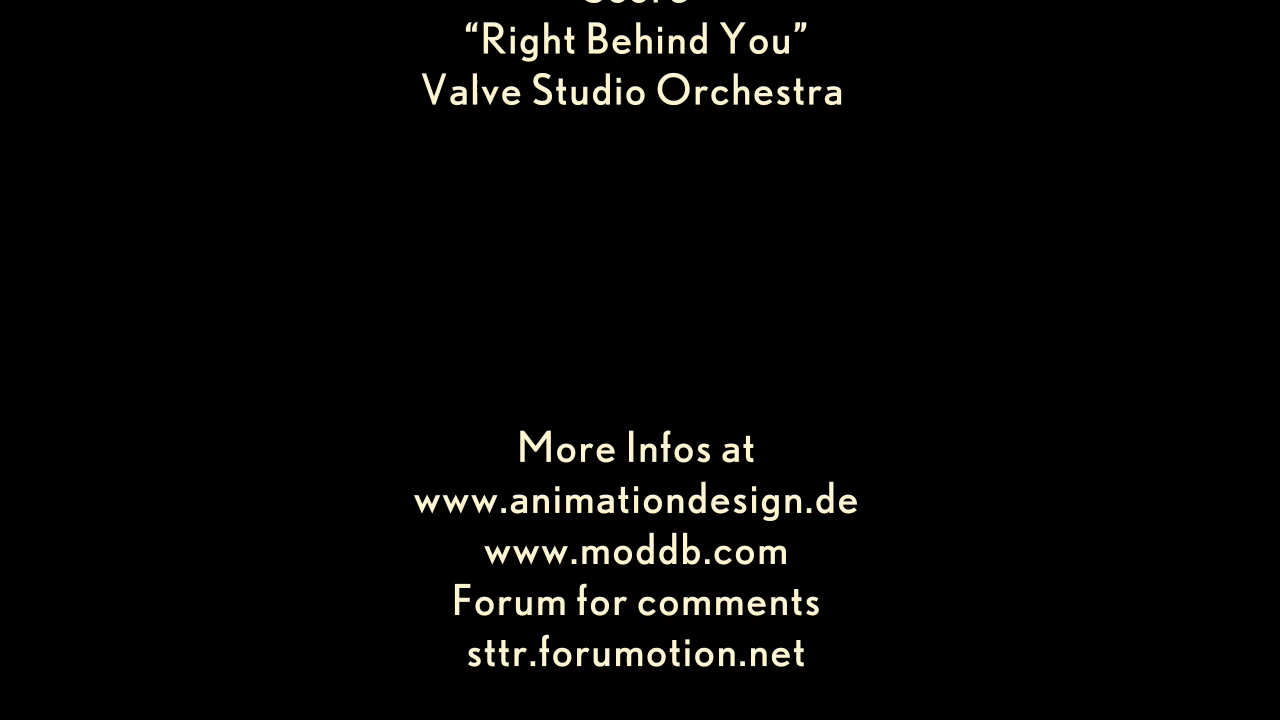 “Right Behind You”
Valve Studio Orchestra
More Infos at
www.animationdesign.de
www.moddb.com
Forum for comments
sttr.forumotion.net